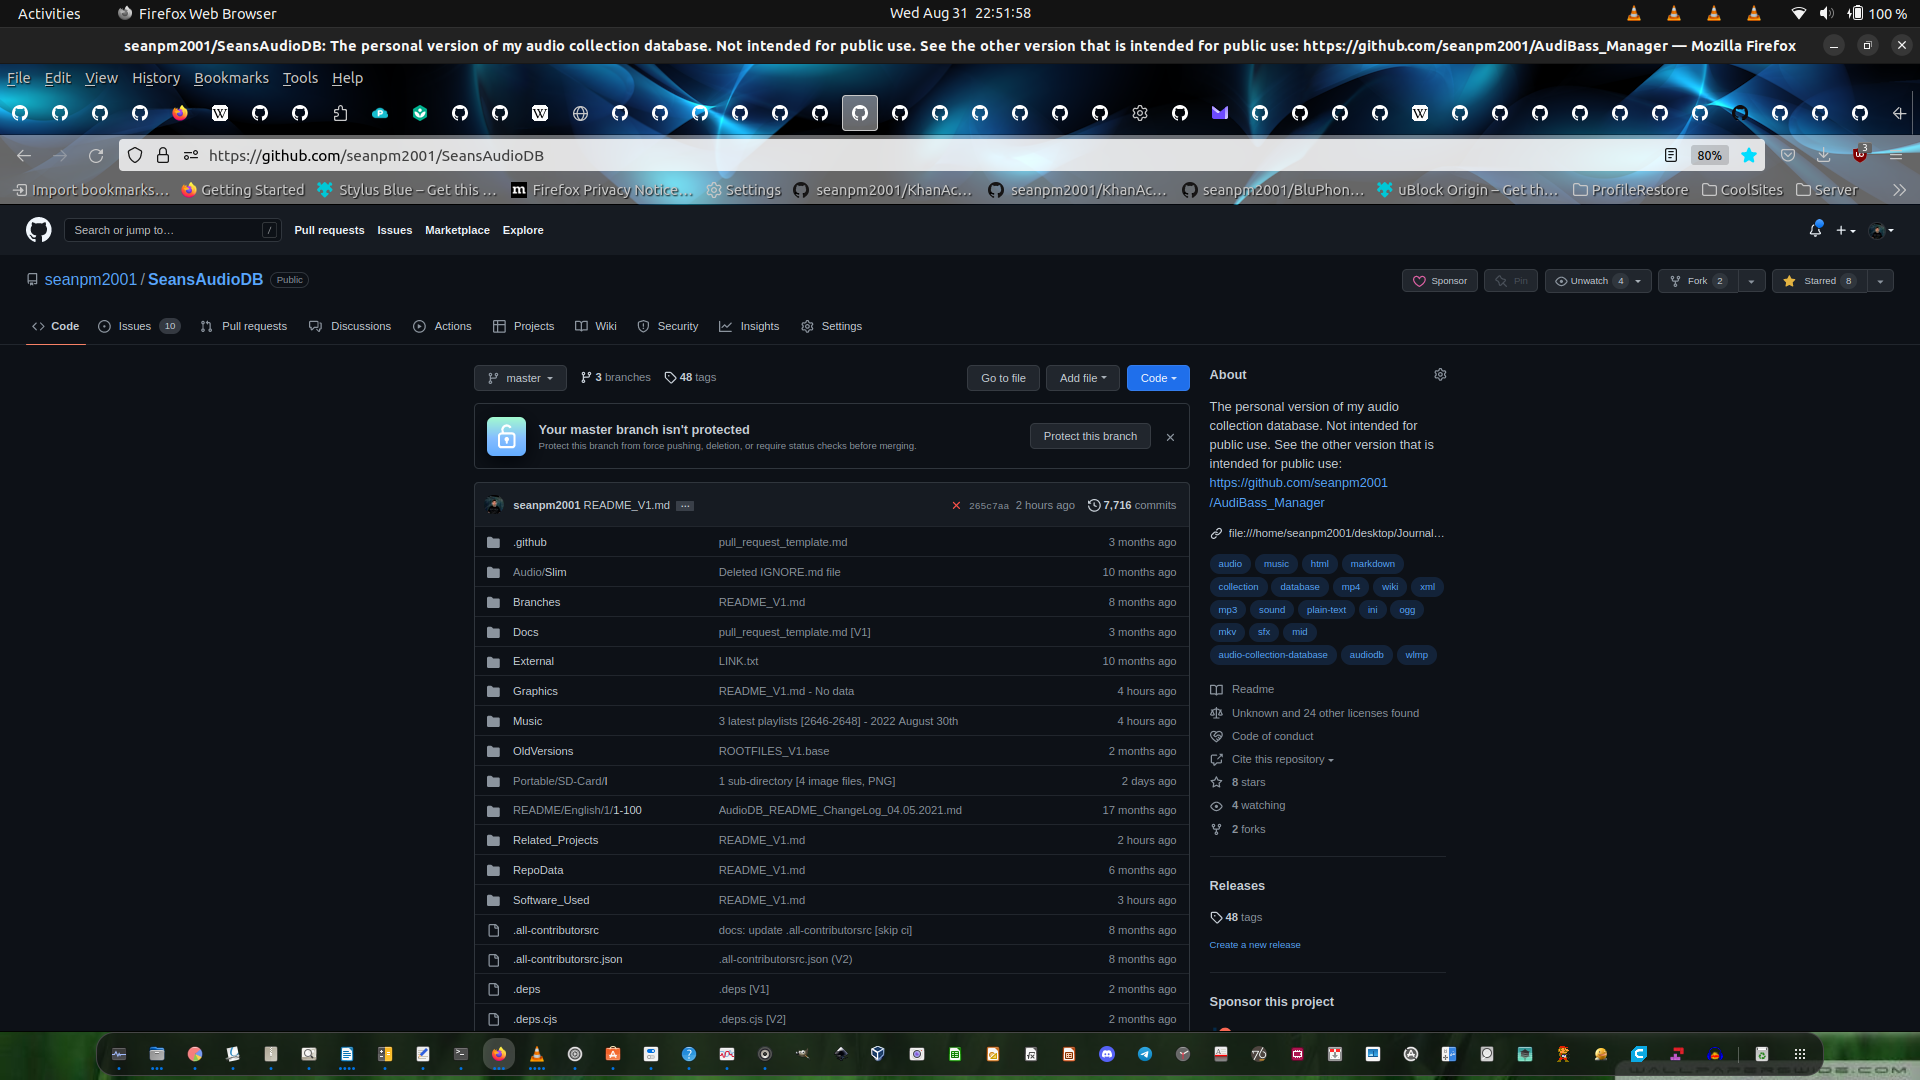 Activities Firefox Web Browser Wed Aug 31 22:51:58 100 %
seanpm2001/SeansAudioDB: The personal version of my audio collection database. Not intended for public use. See the other version that is intended for public use: https://github.com/seanpm2001/AudiBass_Manager — Mozilla Firefox
File Edit View History Bookmarks Tools Help
https://github.com/seanpm2001/SeansAudioDB 80% 3
Import bookmarks… Getting Started Stylus Blue – Get this … Firefox Privacy Notice… Settings seanpm2001/KhanAc… seanpm2001/KhanAc… seanpm2001/BluPhon… uBlock Origin – Get th… ProfileRestore CoolSites Server
Search or jump to… / Pull requests Issues Marketplace Explore
seanpm2001 / SeansAudioDB Public Sponsor Pin Unwatch 4 Fork 2 Starred 8
Code Issues 10 Pull requests Discussions Actions Projects Wiki Security Insights Settings
master 3 branches 48 tags Go to file Add file Code
Your master branch isn't protected
Protect this branch from force pushing, deletion, or require status checks before merging.
Protect this branch
seanpm2001 README_V1.md ... 265c7aa 2 hours ago 7,716 commits
.github pull_request_template.md 3 months ago
Audio/Slim Deleted IGNORE.md file 10 months ago
Branches README_V1.md 8 months ago
Docs pull_request_template.md [V1] 3 months ago
External LINK.txt 10 months ago
Graphics README_V1.md - No data 4 hours ago
Music 3 latest playlists [2646-2648] - 2022 August 30th 4 hours ago
OldVersions ROOTFILES_V1.base 2 months ago
Portable/SD-Card/I 1 sub-directory [4 image files, PNG] 2 days ago
README/English/1/1-100 AudioDB_README_ChangeLog_04.05.2021.md 17 months ago
Related_Projects README_V1.md 2 hours ago
RepoData README_V1.md 6 months ago
Software_Used README_V1.md 3 hours ago
.all-contributorsrc docs: update .all-contributorsrc [skip ci] 8 months ago
.all-contributorsrc.json .all-contributorsrc.json (V2) 8 months ago
.deps .deps [V1] 2 months ago
.deps.cjs .deps.cjs [V2] 2 months ago
About
The personal version of my audio
collection database. Not intended for
public use. See the other version that is
intended for public use:
https://github.com/seanpm2001
/AudiBass_Manager
file:///home/seanpm2001/desktop/Journal…
audio music html markdown
collection database mp4 wiki xml
mp3 sound plain-text ini ogg
mkv sfx mid
audio-collection-database audiodb wlmp
Readme
Unknown and 24 other licenses found
Code of conduct
Cite this repository
8 stars
4 watching
2 forks
Releases
48 tags
Create a new release
Sponsor this project
WALLPAPERSWIDE.COM